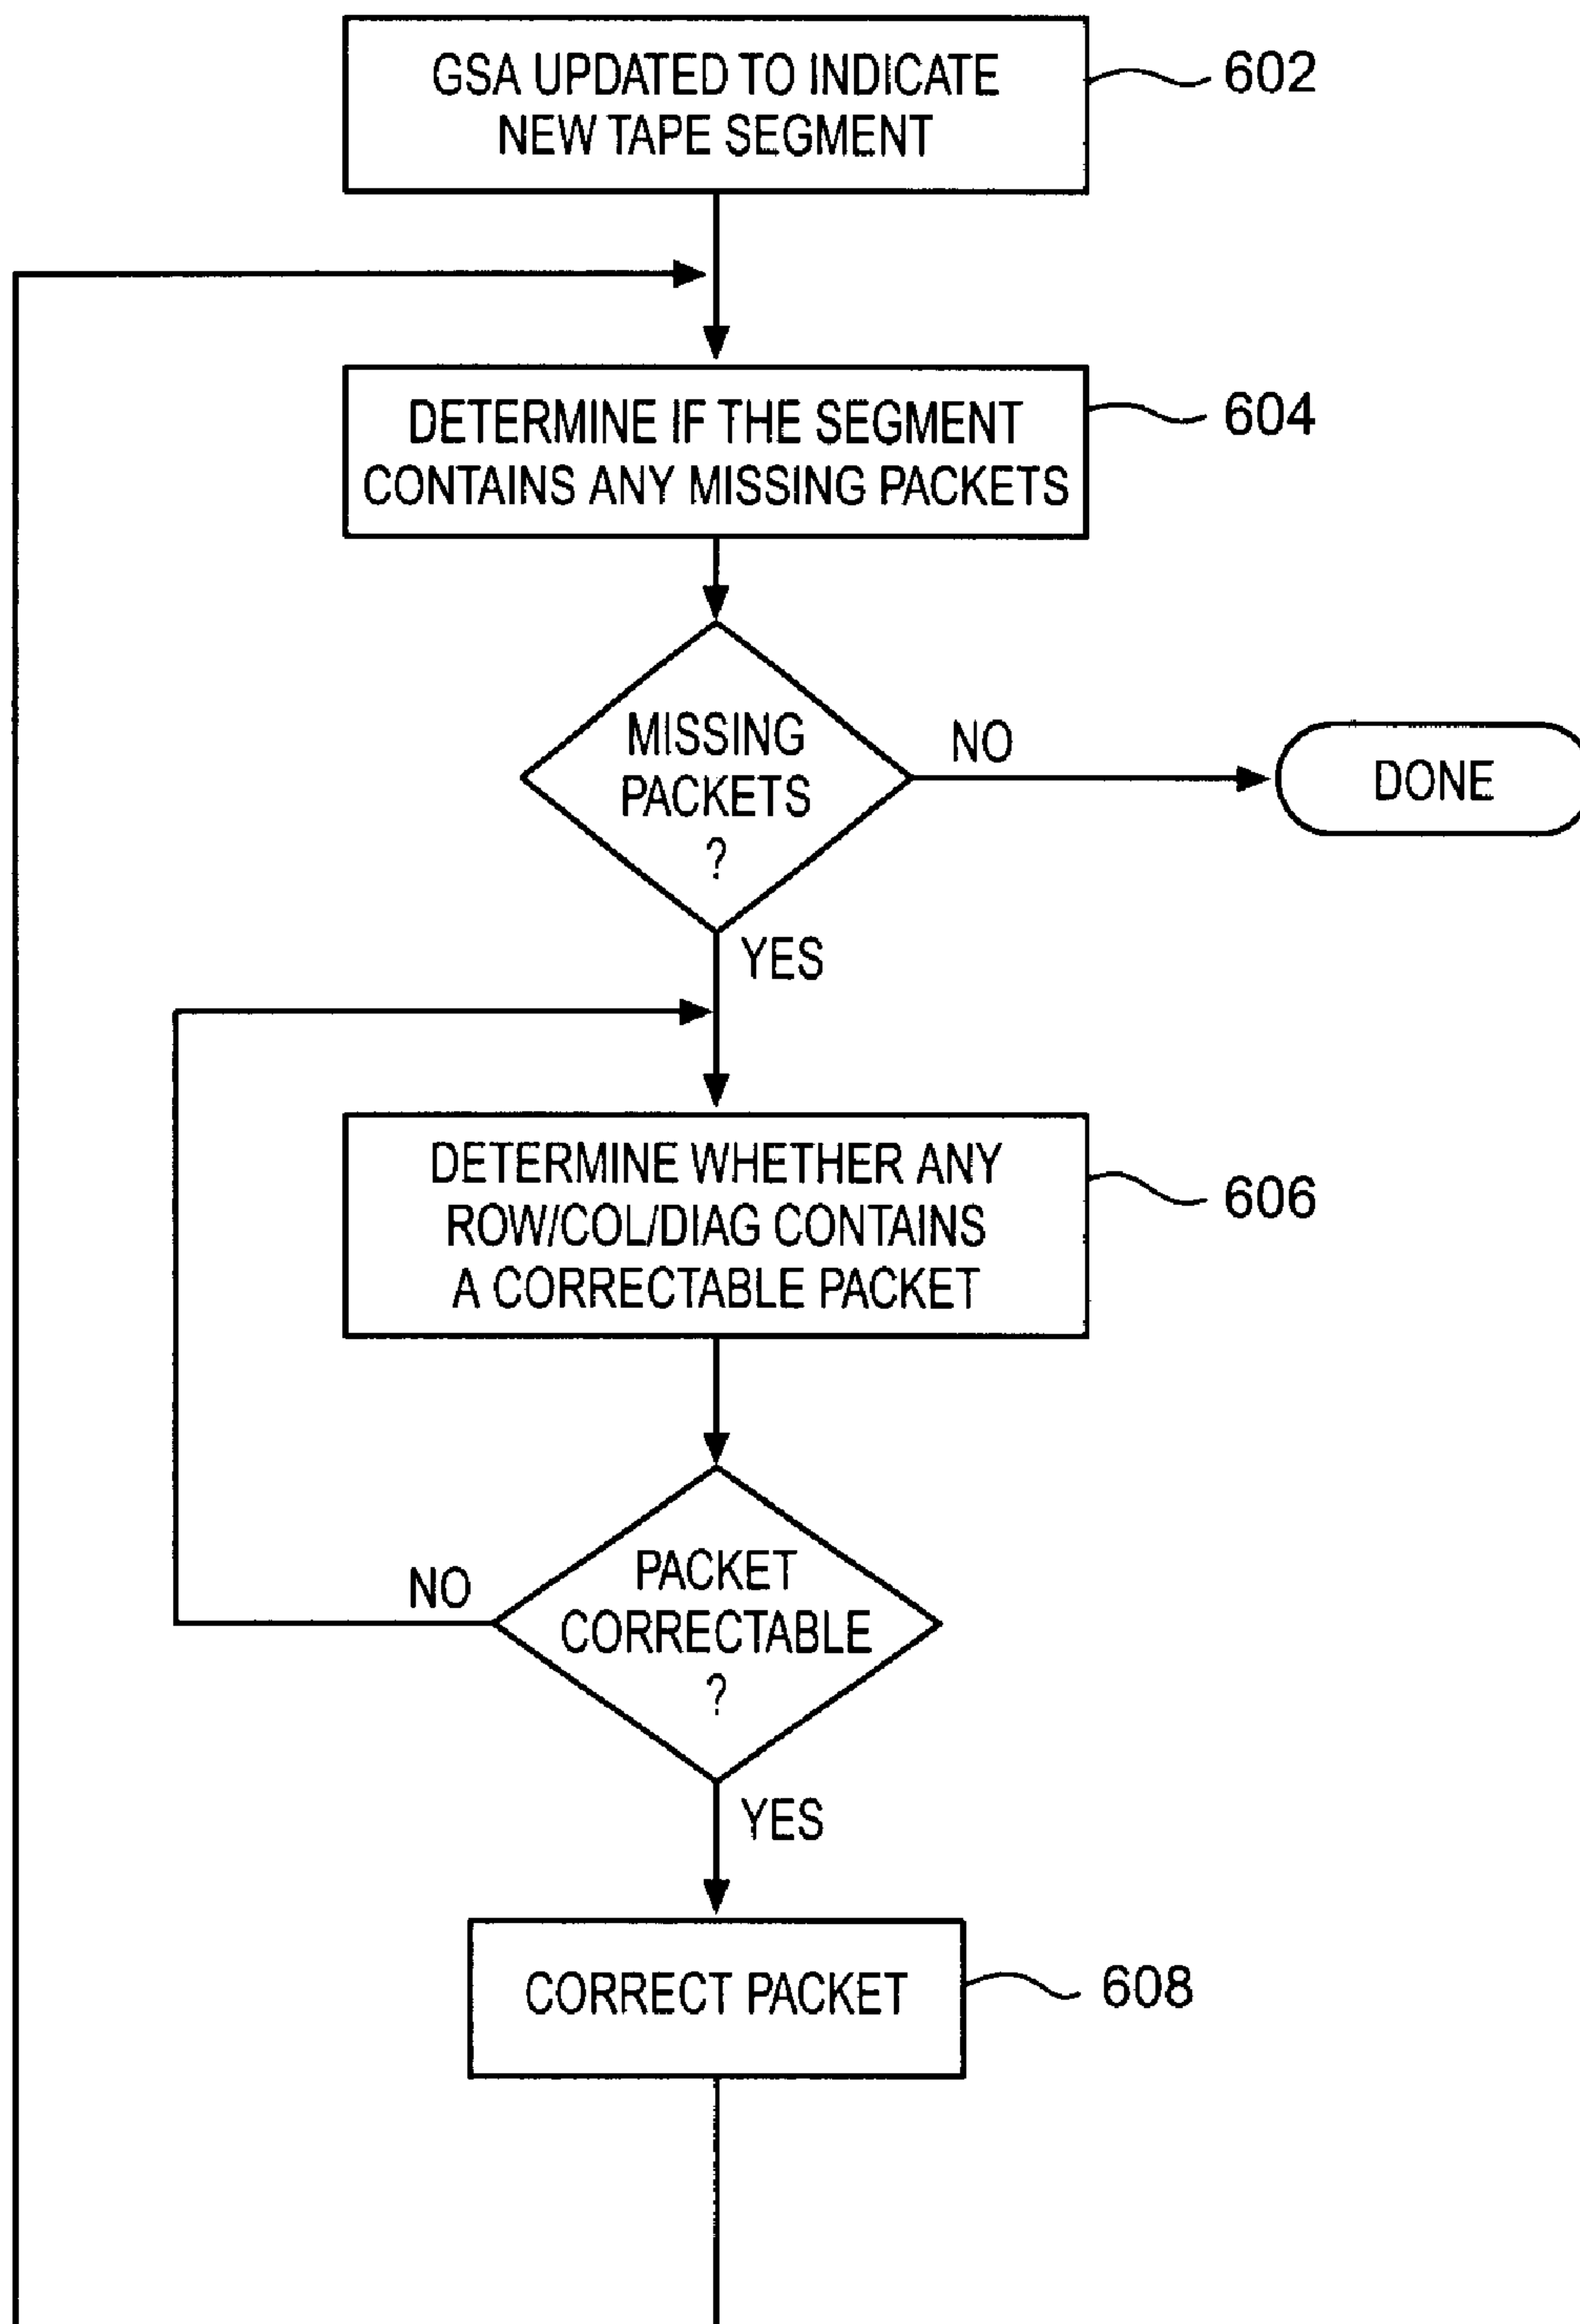 GSA UPDATED TO INDICATE
NEW TAPE SEGMENT
602
DETERMINE IF THE SEGMENT
CONTAINS ANY MISSING PACKETS
604
MISSING
PACKETS
?
NO
DONE
YES
DETERMINE WHETHER ANY
ROW/COL/DIAG CONTAINS
A CORRECTABLE PACKET
606
PACKET
CORRECTABLE
?
NO
YES
CORRECT PACKET
608